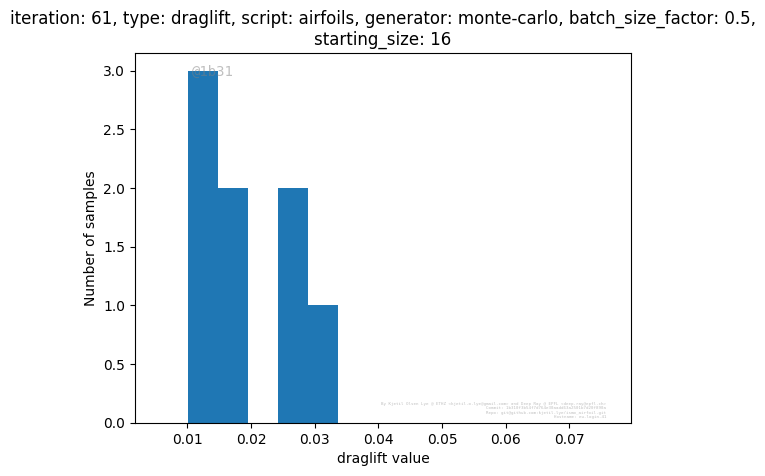 iteration: 61, type: draglift, script: airfoils, generator: monte-carlo, batch_size_factor: 0.5,
starting_size: 16
3.0
2.5
2.0
1.5
1.0
0.5
0.0
Number of samples
0.01 0.02 0.03 0.04 0.05 0.06 0.07
draglift value